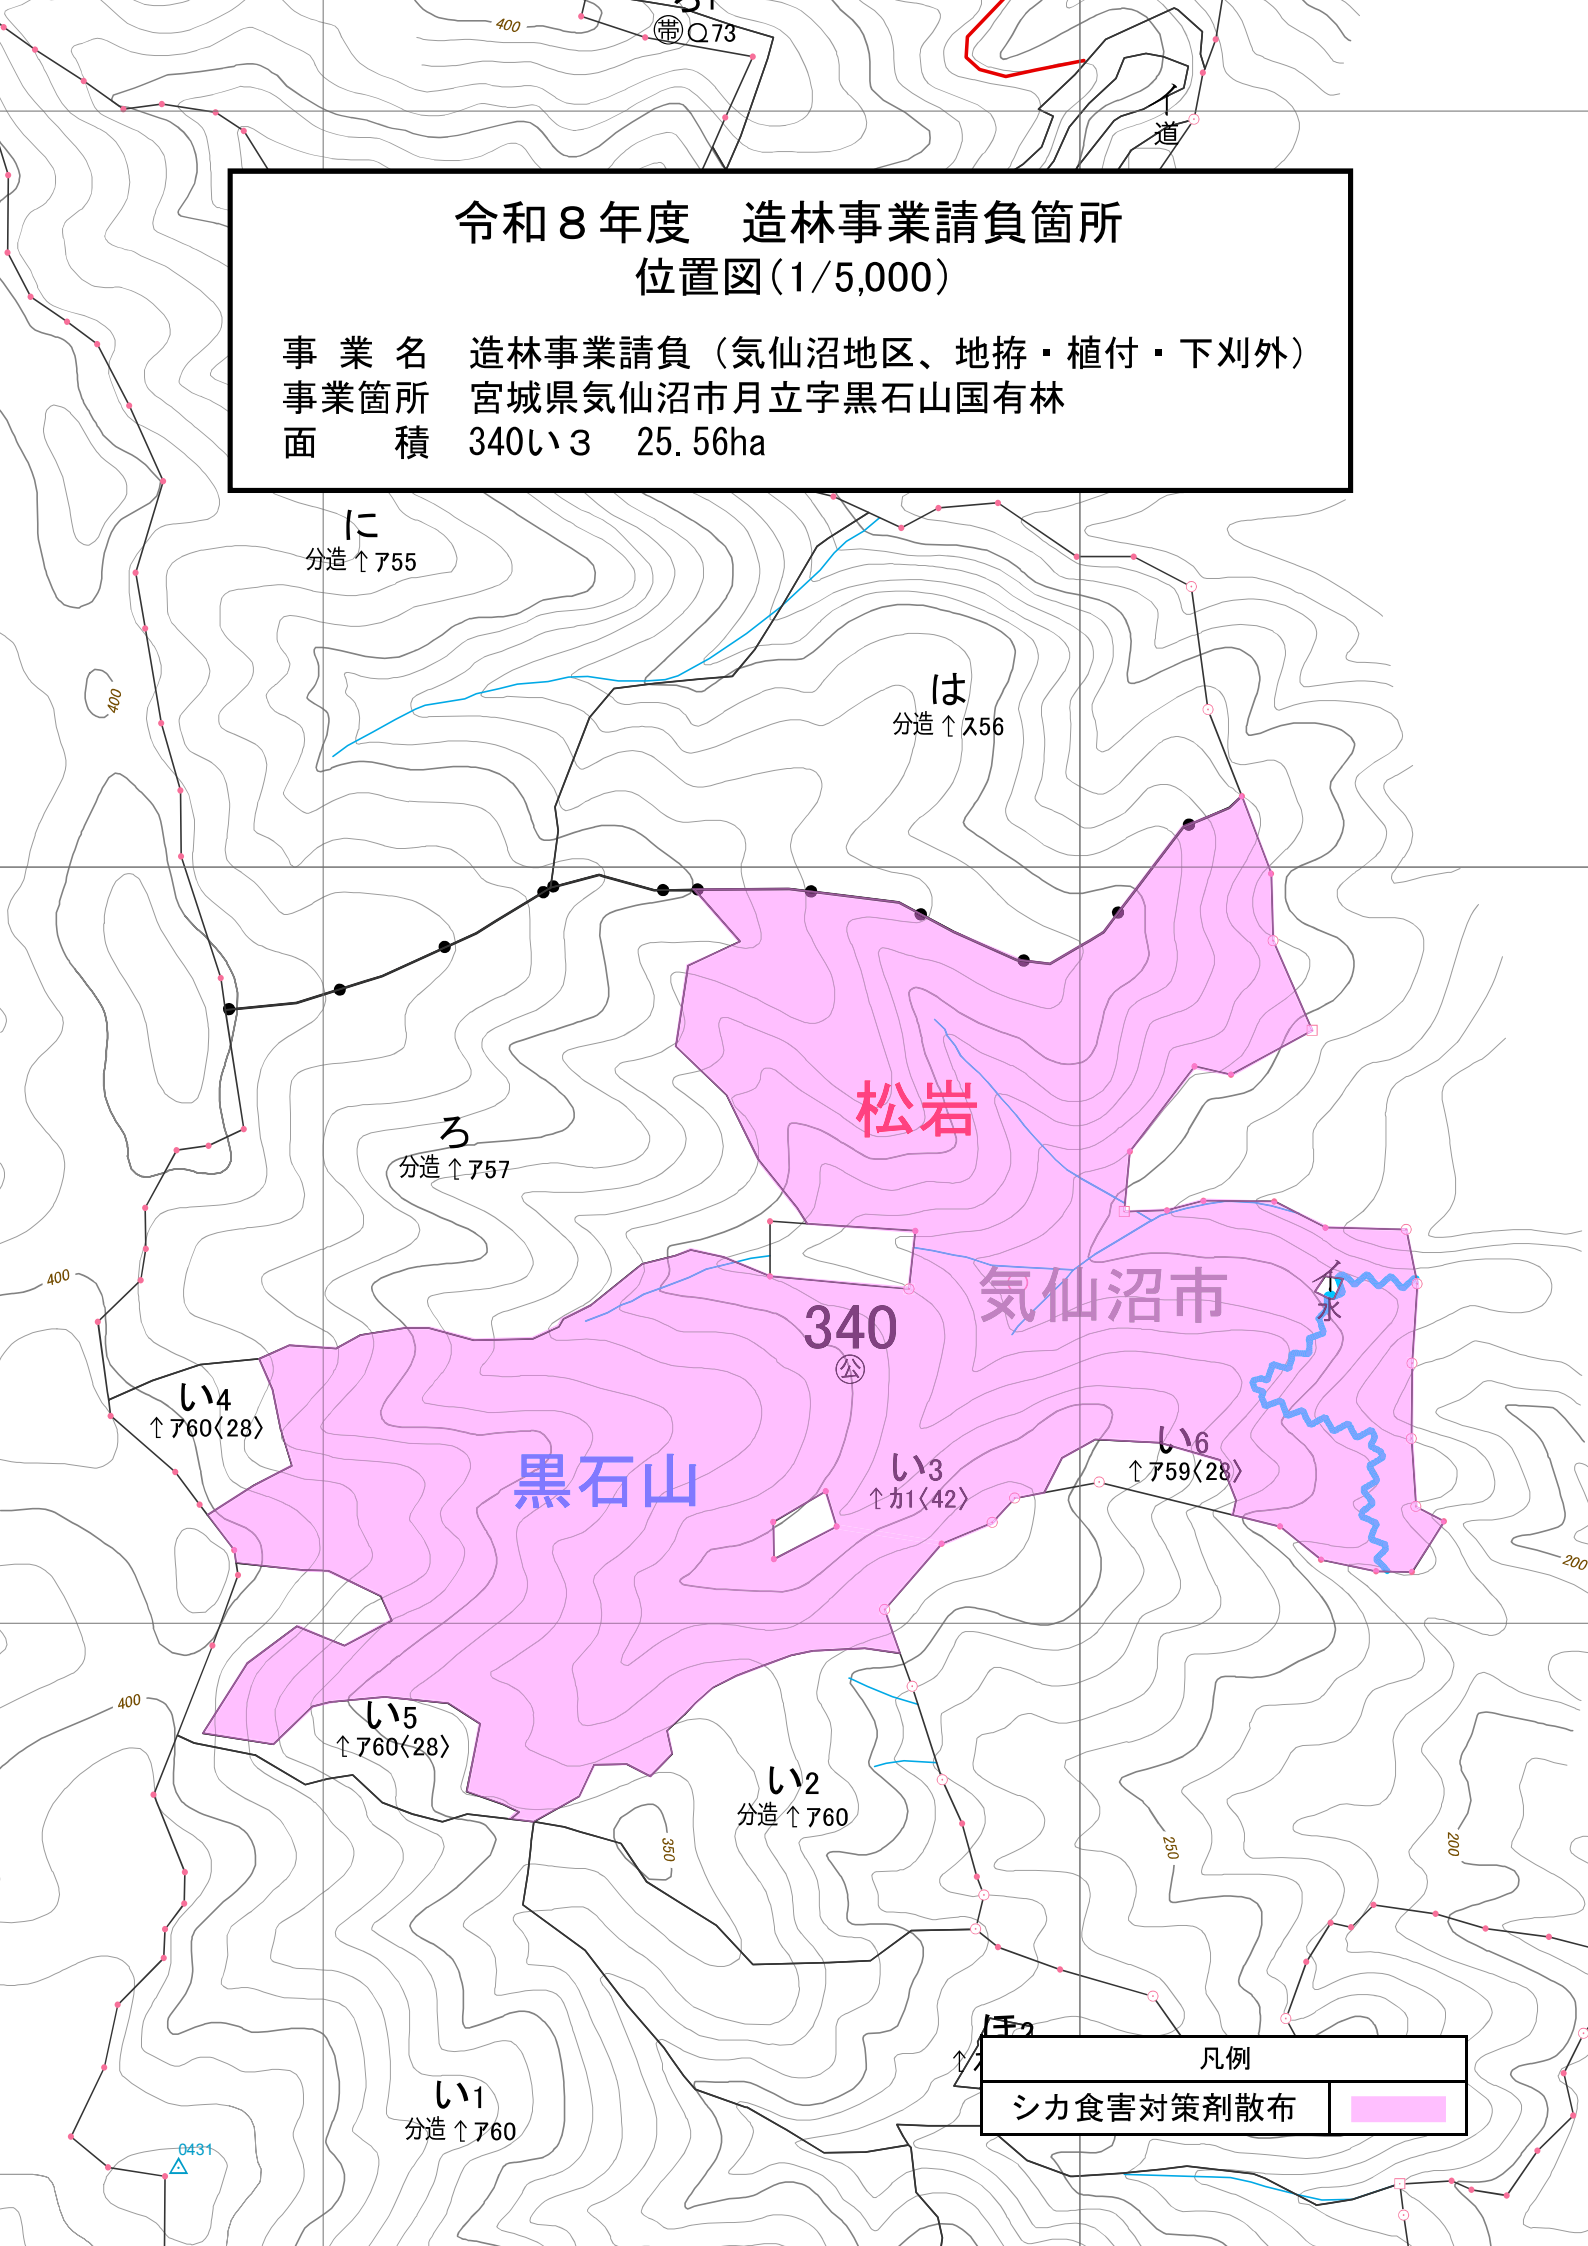 400
帯Q73
イ
道
令和８年度　造林事業請負箇所
位置図(1/5,000)
事業名　造林事業請負（気仙沼地区、地拵・植付・下刈外）
事業箇所　宮城県気仙沼市月立字黒石山国有林
面積　340い３　25.56ha
に
分造↑ア55
400
は
分造↑ス56
松岩
ろ
分造↑ア57
400
気仙沼市
イ
水
340
公
い4
↑ア60〈28〉
黒石山
い3
↑カ1〈42〉
い6
↑ア59〈28〉
200
400
い5
↑ア60〈28〉
い2
分造↑ア60
350
250
200
ほ2
凡例
シカ食害対策剤散布
い1
分造↑ア60
0431